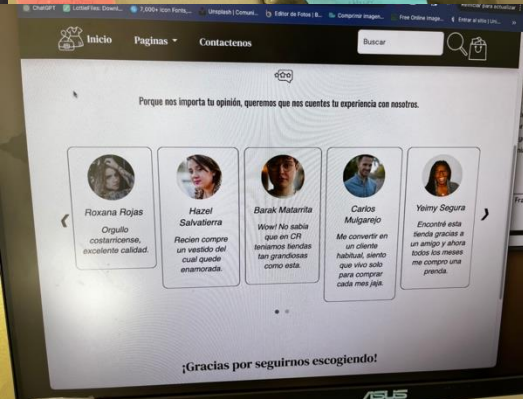 ChatGPT
LottieFiles: Downl...
7,000+ Icon Fonts,...
Unsplash | Comuni...
Editor de Fotos | B...
Comprimir imagen...
Free Online Image...
Entrar al sitio | Uni...
Inicio
Paginas
Contactenos
Buscar
Porque nos importa tu opinión, queremos que nos cuentes tu experiencia con nosotros.
Roxana Rojas
Orgullo
costarricense,
excelente calidad.
Hazel
Salvatierra
Recien compre
un vestido del
cual quede
enamorada.
Barak Matarrita
Wow! No sabia
que en CR
teniamos tiendas
tan grandiosas
como esta.
Carlos
Mulgarejo
Me convertir en
un cliente
habitual, siento
que vivo solo
para comprar
cada mes jaja.
Yeimy Segura
Encontré esta
tienda gracias a
un amigo y ahora
todos los meses
me compro una
prenda.
¡Gracias por seguirnos escogiendo!
ASUS